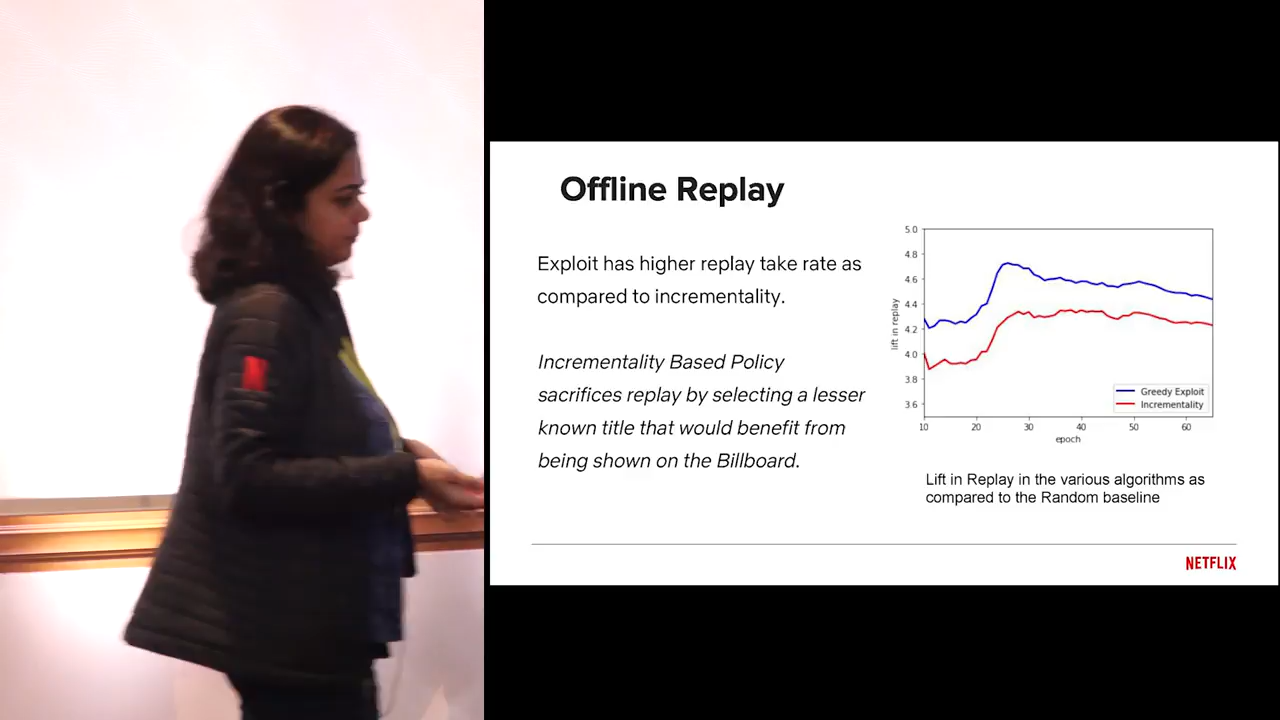 Offline Replay
Exploit has higher replay take rate as
compared to incrementality.
Incrementality Based Policy
sacrifices replay by selecting a lesser
known title that would benefit from
being shown on the Billboard.
5.0
4.8
4.6
4.4
4.2
4.0
3.8
3.6
lift in replay
Greedy Exploit
Incrementality
10 20 30 40 50 60
epoch
Lift in Replay in the various algorithms as
compared to the Random baseline
NETFLIX